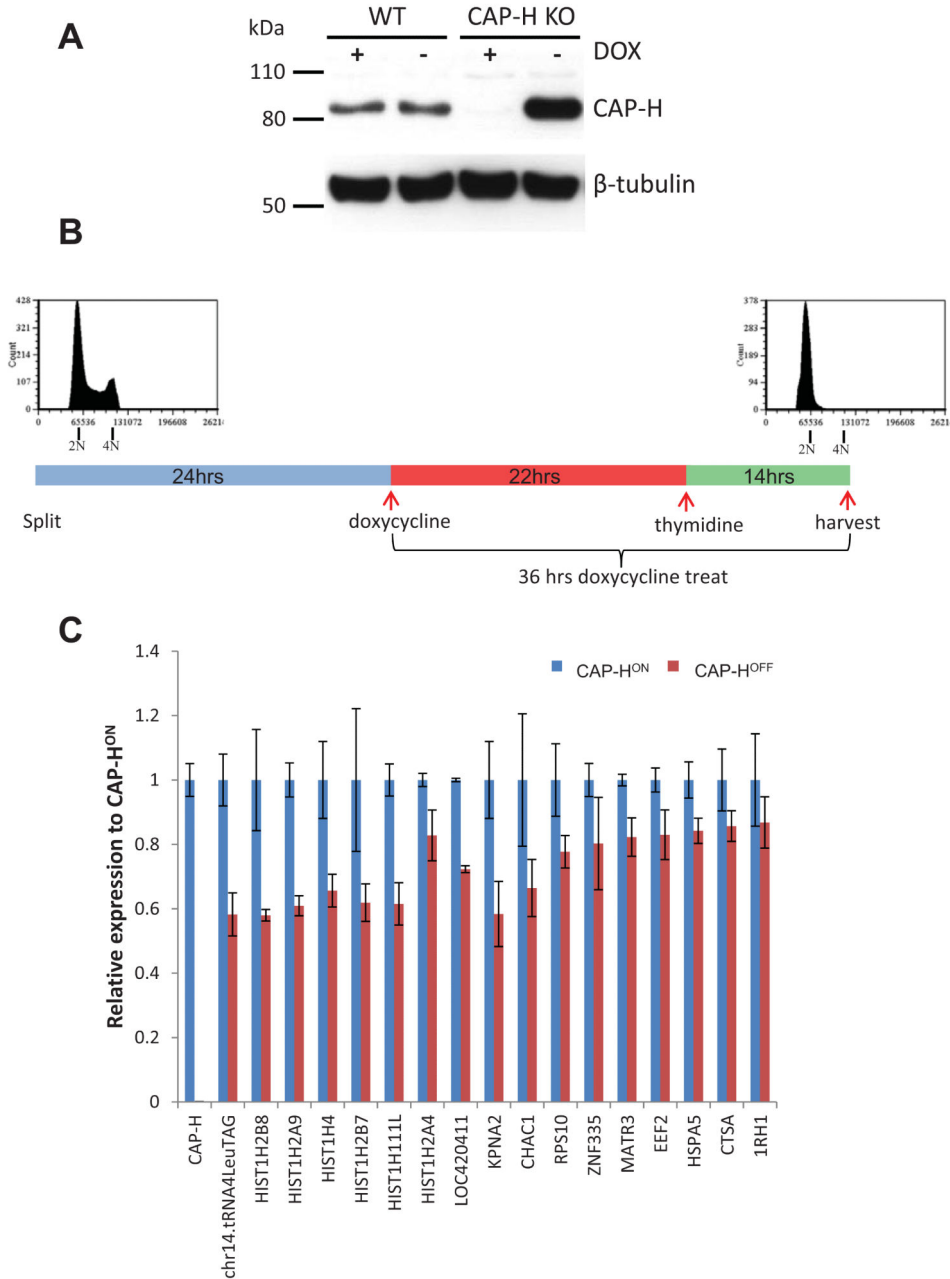 A
kDa
WT
CAP-H KO
+ - + - DOX
110
80
CAP-H
50
β-tubulin
B
428
321
214
107
0
Count
0 65536 131072 196608 2621
2N 4N
378
283
189
94
0
Count
0 65536 131072 196608 2621
2N 4N
24hrs 22hrs 14hrs
Split doxycycline thymidine harvest
36 hrs doxycycline treat
C
Relative expression to CAP-HON
1.4
1.2
1
0.8
0.6
0.4
0.2
0
CAP-HON CAP-HOFF
CAP-H
chr14.tRNA4LeuTAG
HIST1H2B8
HIST1H2A9
HIST1H4
HIST1H2B7
HIST1H111L
HIST1H2A4
LOC420411
KPNA2
CHAC1
RPS10
ZNF335
MATR3
EEF2
HSPA5
CTSA
1RH1